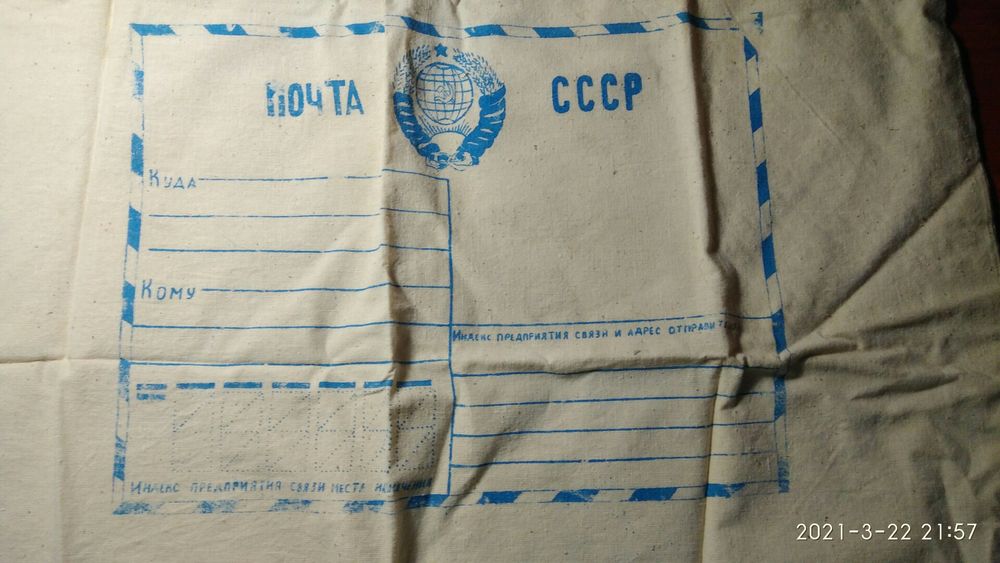 ПОЧТА СССР
Куда
Кому
Индекс предприятия связи и адрес отправителя
Индекс предприятия связи места назначения
2021-3-22 21:57